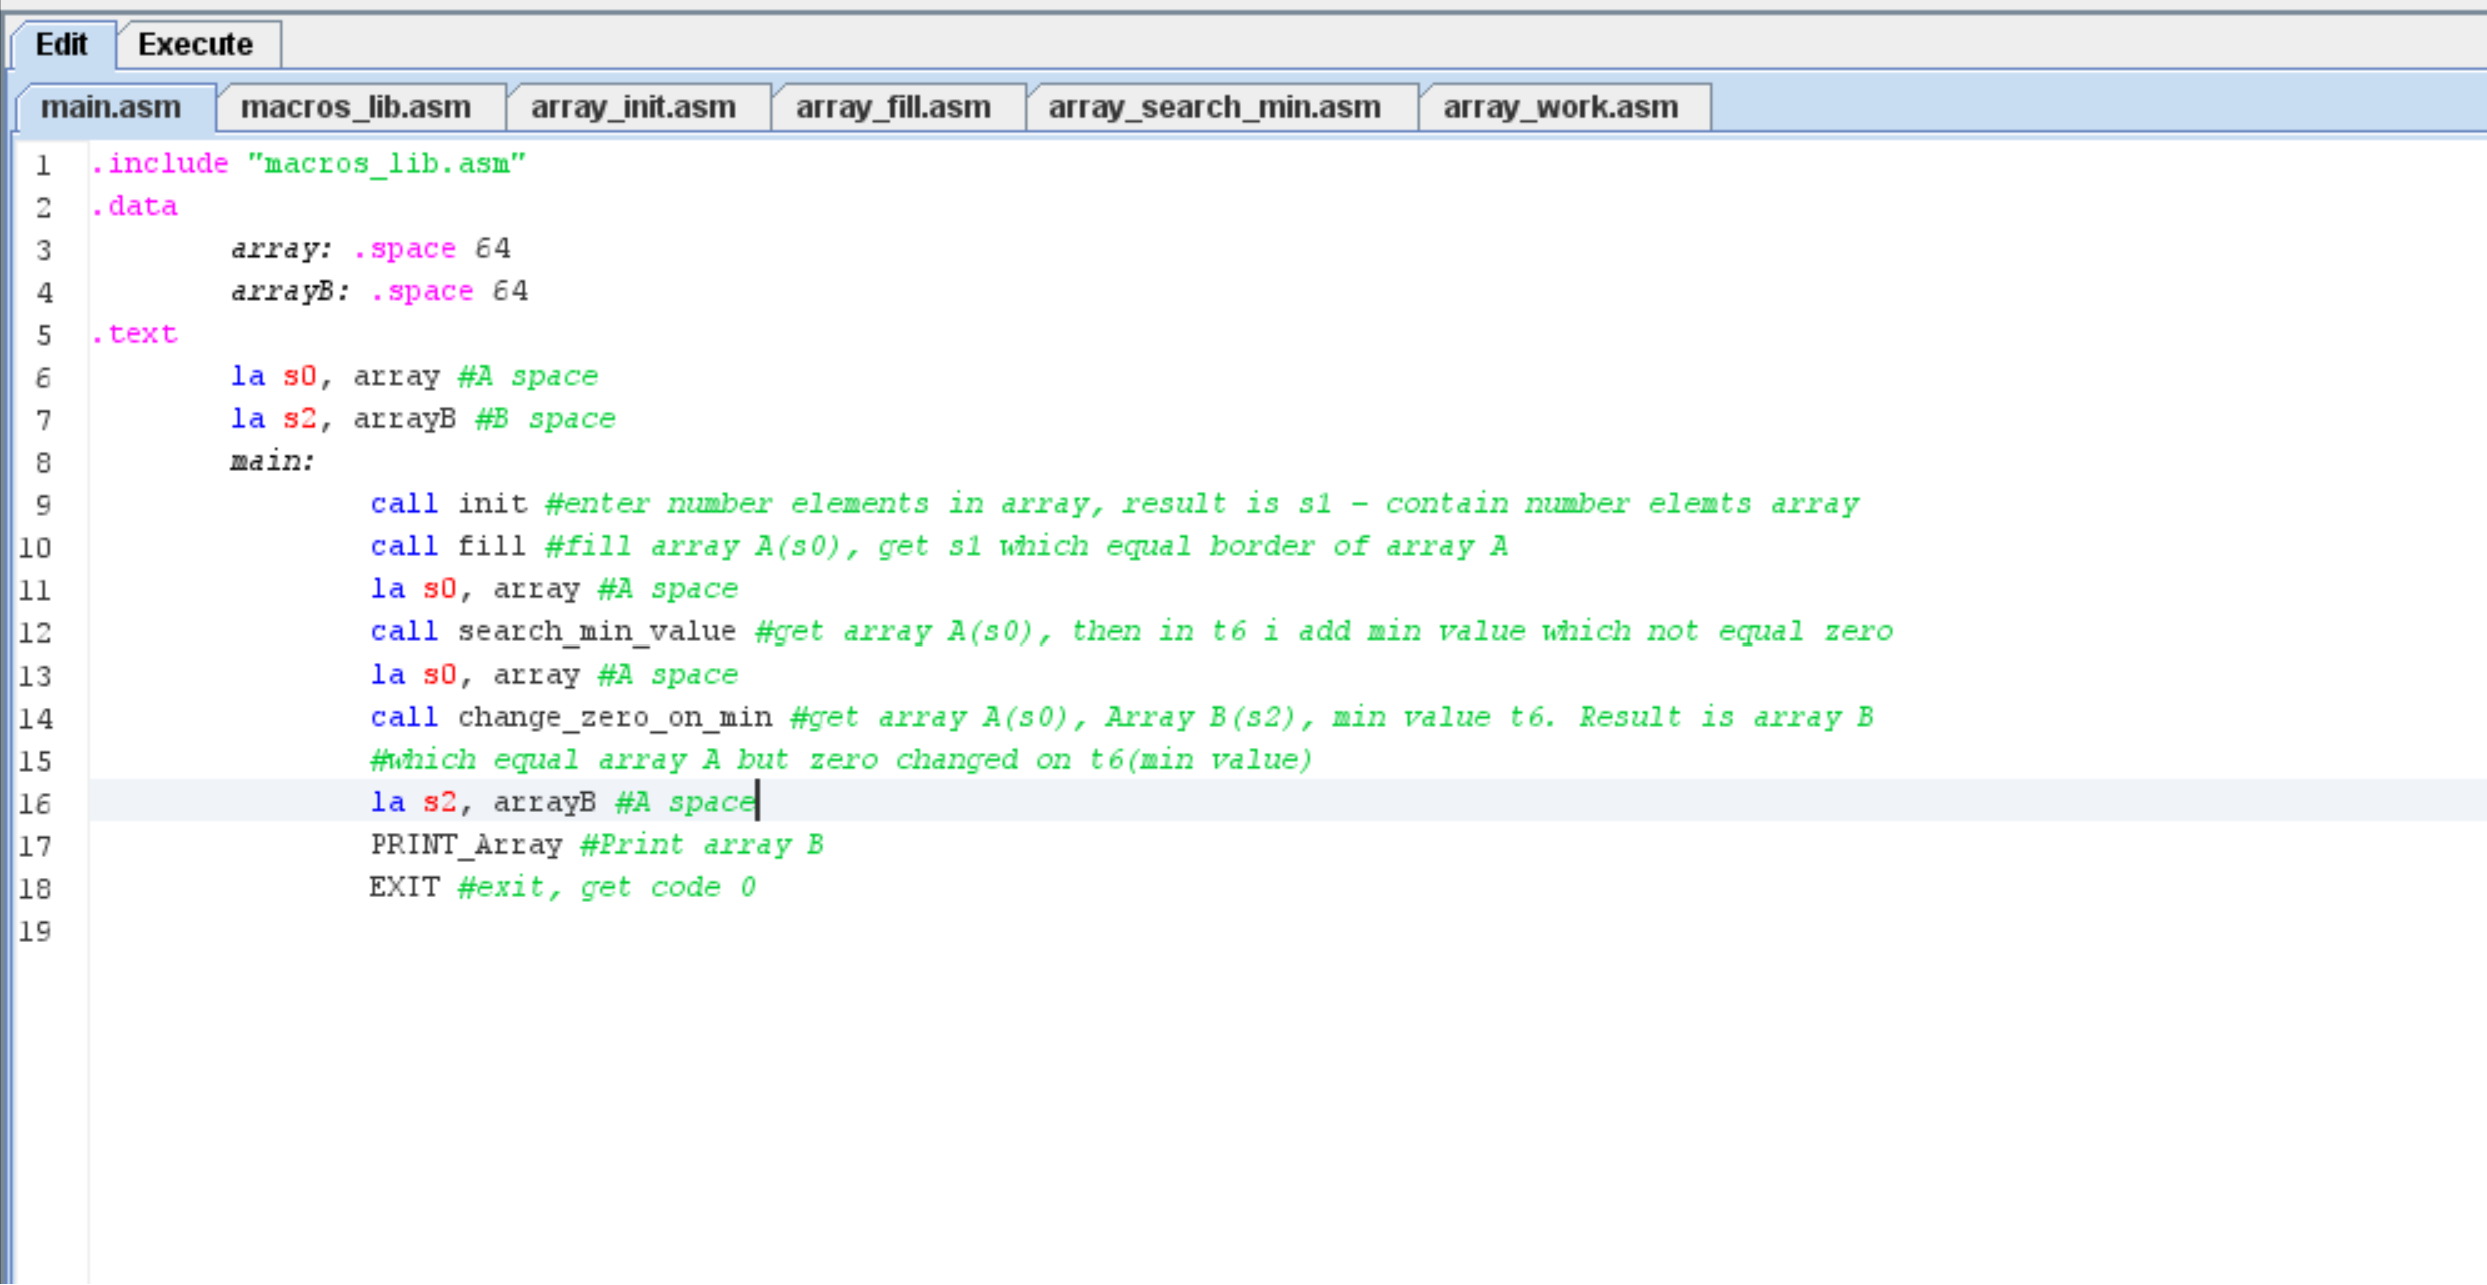 Edit Execute
main.asm macros_lib.asm array_init.asm array_fill.asm array_search_min.asm array_work.asm
1 .include "macros_lib.asm"
2 .data
3 array: .space 64
4 arrayB: .space 64
5 .text
6 la s0, array #A space
7 la s2, arrayB #B space
8 main:
9 call init #enter number elements in array, result is s1 - contain number elemts array
10 call fill #fill array A(s0), get s1 which equal border of array A
11 la s0, array #A space
12 call search_min_value #get array A(s0), then in t6 i add min value which not equal zero
13 la s0, array #A space
14 call change_zero_on_min #get array A(s0), Array B(s2), min value t6. Result is array B
15 #which equal array A but zero changed on t6(min value)
16 la s2, arrayB #A space
17 PRINT_Array #Print array B
18 EXIT #exit, get code 0
19